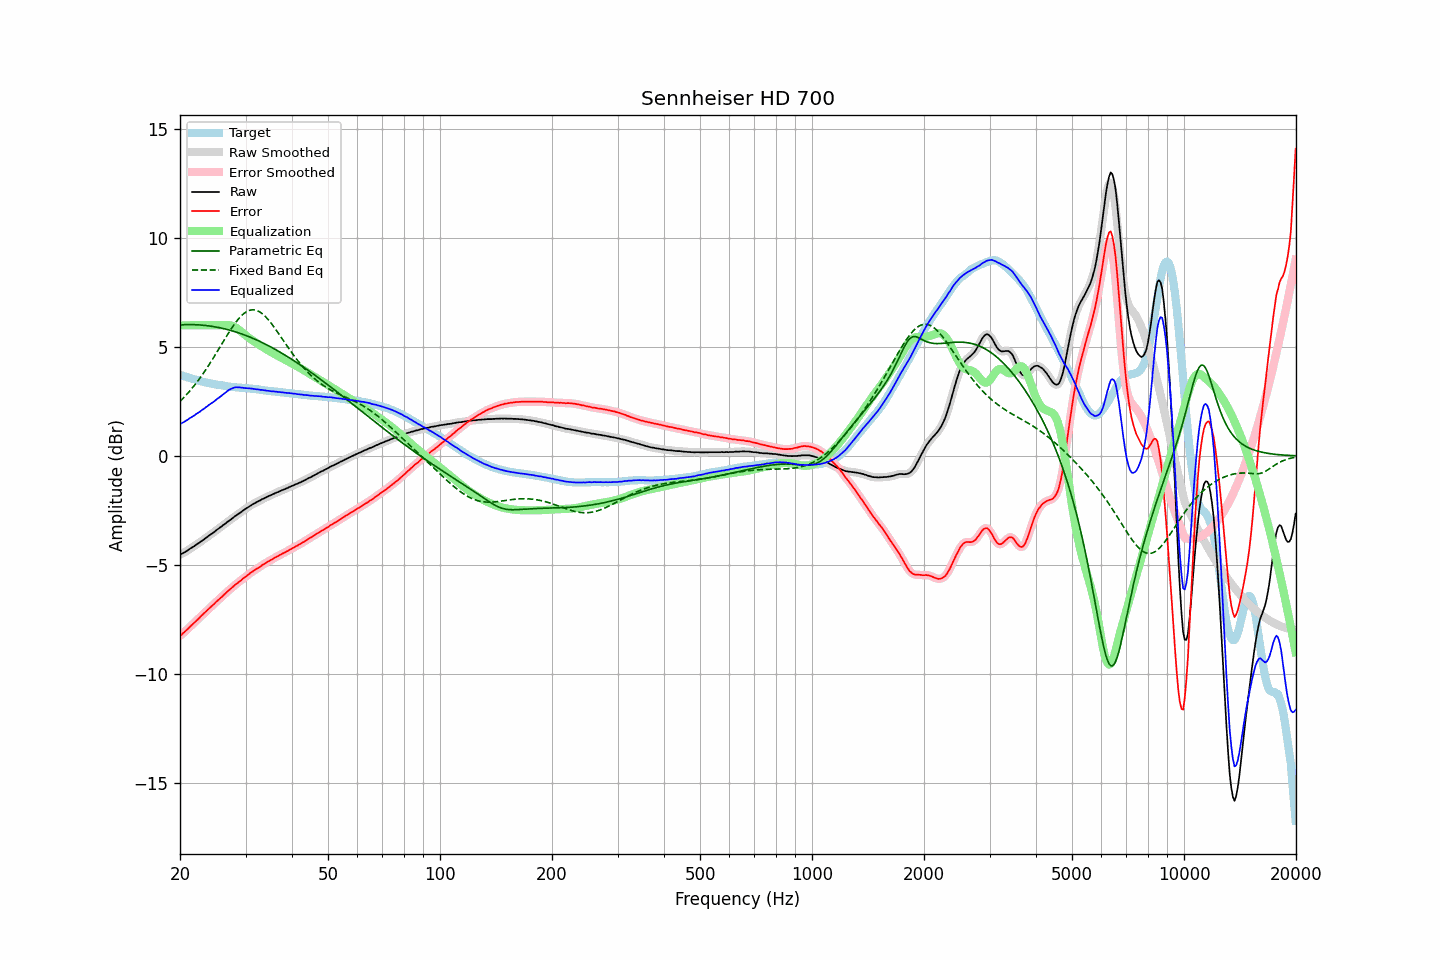 Sennheiser HD 700
15
10
5
0
−5
−10
−15
Amplitude (dBr)
Target
Raw Smoothed
Error Smoothed
Raw
Error
Equalization
Parametric Eq
Fixed Band Eq
Equalized
20
50
100
200
500
1000
2000
5000
10000
20000
Frequency (Hz)